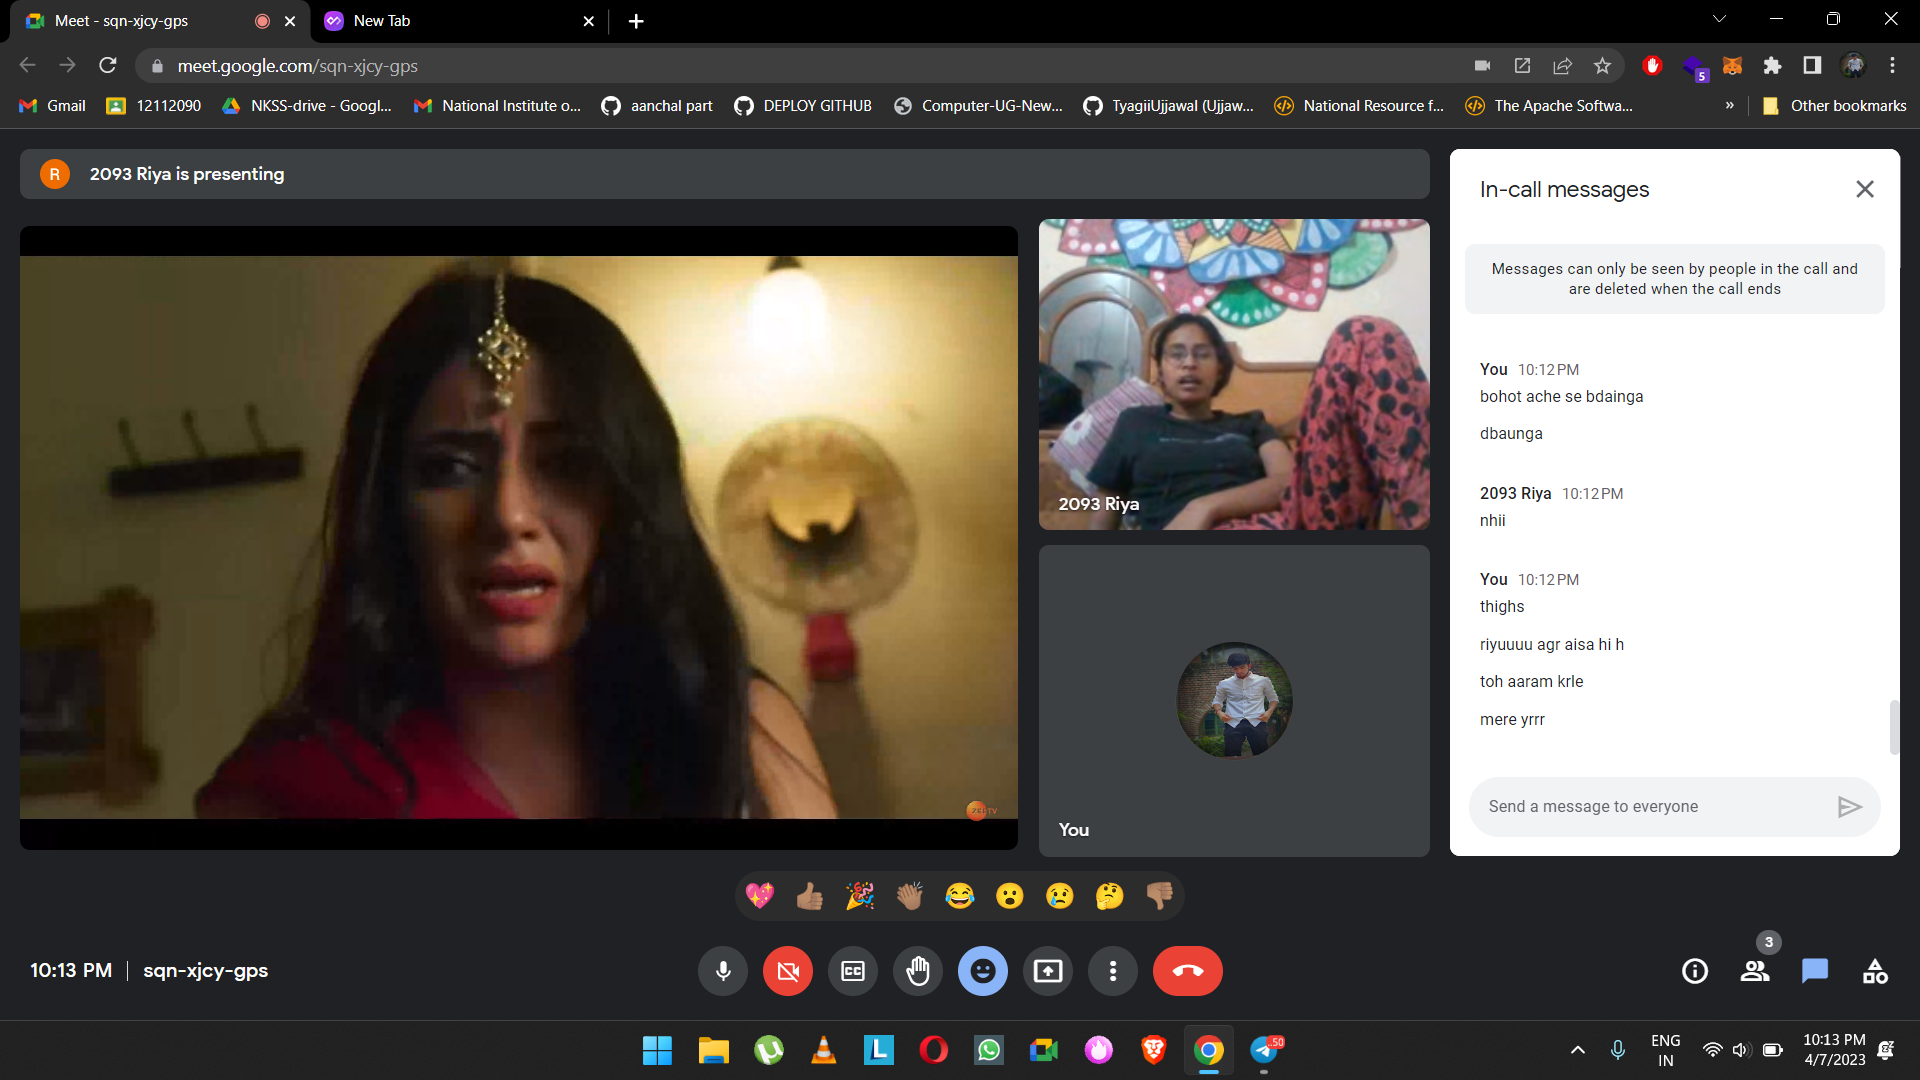 Meet - sqn-xjcy-gps
New Tab
meet.google.com/sqn-xjcy-gps
5
Gmail
12112090
NKSS-drive - Googl...
National Institute o...
aanchal part
DEPLOY GITHUB
Computer-UG-New...
TyagiiUjjawal (Ujjaw...
National Resource f...
The Apache Softwa...
»
Other bookmarks
R
2093 Riya is presenting
ZEE TV
2093 Riya
You
In-call messages
Messages can only be seen by people in the call and
are deleted when the call ends
You 10:12 PM
bohot ache se bdainga
dbaunga
2093 Riya 10:12 PM
nhii
You 10:12 PM
thighs
riyuuuu agr aisa hi h
toh aaram krle
mere yrrr
Send a message to everyone
10:13 PM | sqn-xjcy-gps
CC
3
L
50
ENG
IN
10:13 PM
4/7/2023